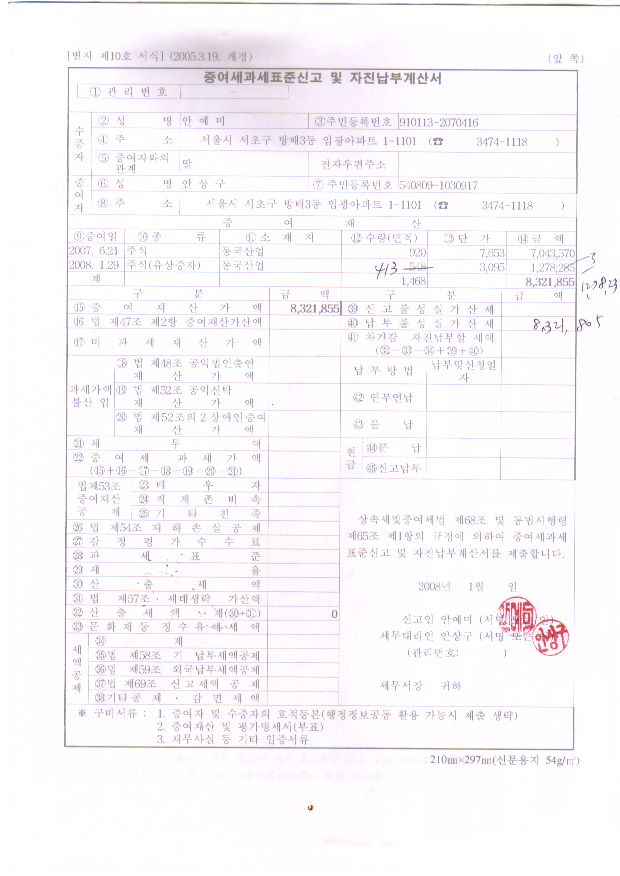 [별지 제10호 서식] (2005.3.19. 개정) (앞 쪽)
증여세과세표준신고 및 자진납부계산서
① 관 리 번 호
수증자 ② 성 명 안예미 ③주민등록번호 910113-2070416
④ 주 소 서울시 서초구 방배3동 임광아파트 1-1101 (☎ 3474-1118 )
⑤ 증여자와의 관계 딸 전자우편주소
증여자 ⑥ 성 명 안상구 ⑦ 주민등록번호 540809-1030917
⑧ 주 소 서울시 서초구 방배3동 임광아파트 1-1101 (☎ 3474-1118 )
증 여 재 산
⑨증여일 ⑩ 종 류 ⑪ 소 재 지 ⑫ 수량(면적) ⑬ 단 가 ⑭ 금 액
2007. 6.21 주식 동국산업 920 7,653 7,043,570
2008. 1.29 주식(유상증자) 동국산업 413 548 3,095 1,278,285
계 1,468 8,321,855
구 분 금 액 구 분 금 액
⑮ 증 여 재 산 가 액 8,321,855 ㊴ 신 고 불 성 실 가 산 세
⑯ 법 제47조 제2항 증여재산가산액 ㊵ 납 부 불 성 실 가 산 세
⑰ 비 과 세 재 산 가 액 ㊶ 차가감 자진납부할 세액
(㉜-㉝-㉞+㊴+㊵)
과세가액 불산 입 ⑱ 법 제48조 공익법인출연 재 산 가 액 납 부 방 법 납부및신청일자
⑲ 법 제52조 공익신탁 재 산 가 액 ㊷ 연부연납
⑳ 법 제52조의 2 장애인증여 재 산 가 액 ㊸ 물 납
㉑ 채 무 액 현금 ㊹ 분 납
㉒ 증 여 세 과 세 가 액
(⑮+⑯-⑰-⑱-⑲-⑳-㉑) ㊺신고납부
법제53조 증여재산 공 제 ㉓ 배 우 자
㉔ 직 계 존 비 속
㉕ 기 타 친 족
㉖ 법 제54조 재 해 손 실 공 제
㉗ 감 정 평 가 수 수 료
㉘ 과 세 표 준
㉙ 세 율
㉚ 산 출 세 액
㉛ 법 제57조 세대생략 가산액
㉜ 산 출 세 액 계(㉚+㉛) 0
㉝ 문 화 재 등 징 수 유 예 세 액
세액공제 ㉞ 계
㉟법 제58조 기 납부세액공제
㊱법 제59조 외국납부세액공제
㊲법 제69조 신 고 세 액 공 제
㊳기 타 공 제 · 감 면 세 액
상속세및증여세법 제68조 및 동법시행령
제65조 제1항의 규정에 의하여 증여세과세
표준신고 및 자진납부계산서를 제출합니다.
2008년 1월 일
신고인 안예미 (서명 인)
세무대리인 안상구 (서명 또는
(관리번호: )
세무서장 귀하
※ 구비서류 : 1. 증여자 및 수증자의 호적등본(행정정보공동 활용 가능시 제출 생략)
2. 증여재산 및 평가명세서(부표)
3. 채무사실 등 기타 입증서류
210㎜×297㎜(신문용지 54g/㎡)